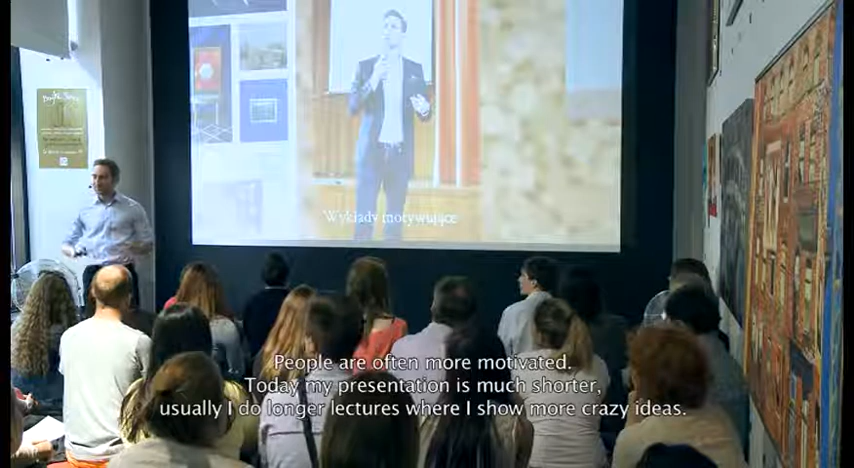 Wykłady motywujące
People are often more motivated.
Today my presentation is much shorter,
usually I do longer lectures where I show more crazy ideas.